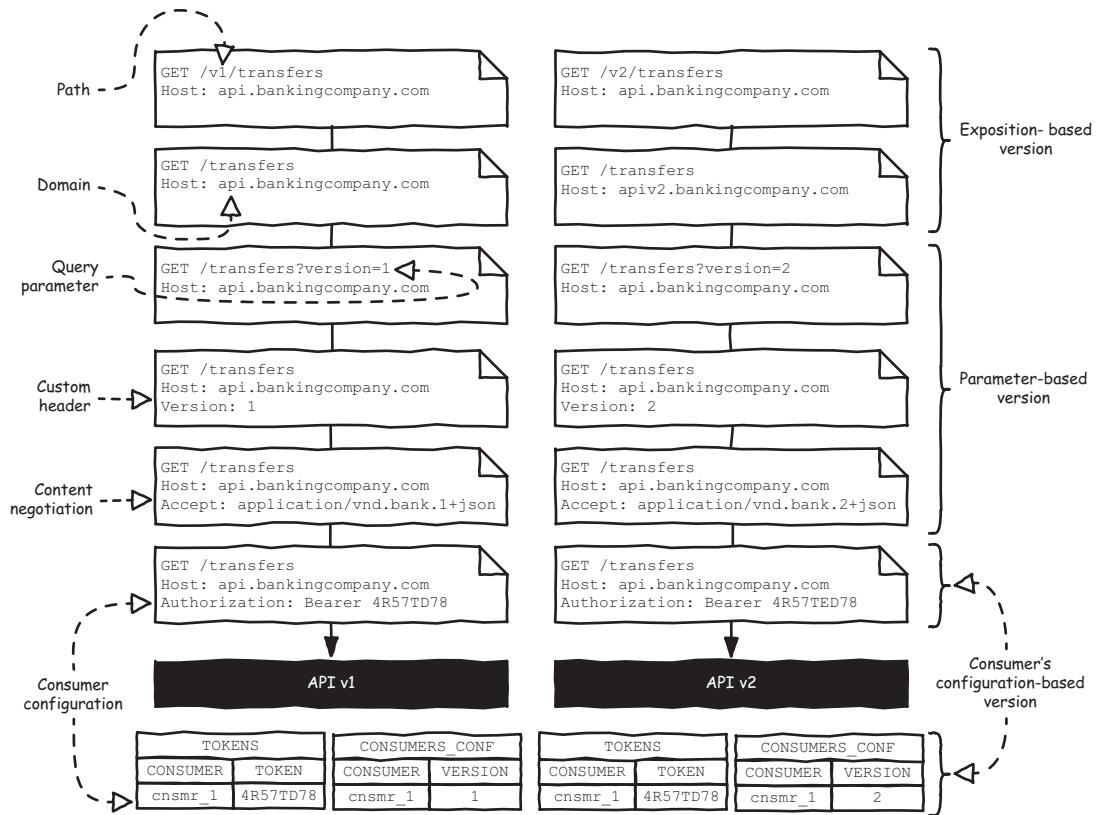 Path
GET /v1/transfers
Host: api.bankingcompany.com
GET /v2/transfers
Host: api.bankingcompany.com
Exposition- based
version
Domain
GET /transfers
Host: api.bankingcompany.com
GET /transfers
Host: apiv2.bankingcompany.com
Query
parameter
GET /transfers?version=1
Host: api.bankingcompany.com
GET /transfers?version=2
Host: api.bankingcompany.com
Custom
header
GET /transfers
Host: api.bankingcompany.com
Version: 1
GET /transfers
Host: api.bankingcompany.com
Version: 2
Parameter-based
version
Content
negotiation
GET /transfers
Host: api.bankingcompany.com
Accept: application/vnd.bank.1+json
GET /transfers
Host: api.bankingcompany.com
Accept: application/vnd.bank.2+json
GET /transfers
Host: api.bankingcompany.com
Authorization: Bearer 4R57TD78
GET /transfers
Host: api.bankingcompany.com
Authorization: Bearer 4R57TED78
Consumer
configuration
API v1
API v2
Consumer's
configuration-based
version
TOKENS
CONSUMER TOKEN
cnsmr_1 4R57TD78
CONSUMERS_CONF
CONSUMER VERSION
cnsmr_1 1
TOKENS
CONSUMER TOKEN
cnsmr_1 4R57TD78
CONSUMERS_CONF
CONSUMER VERSION
cnsmr_1 2